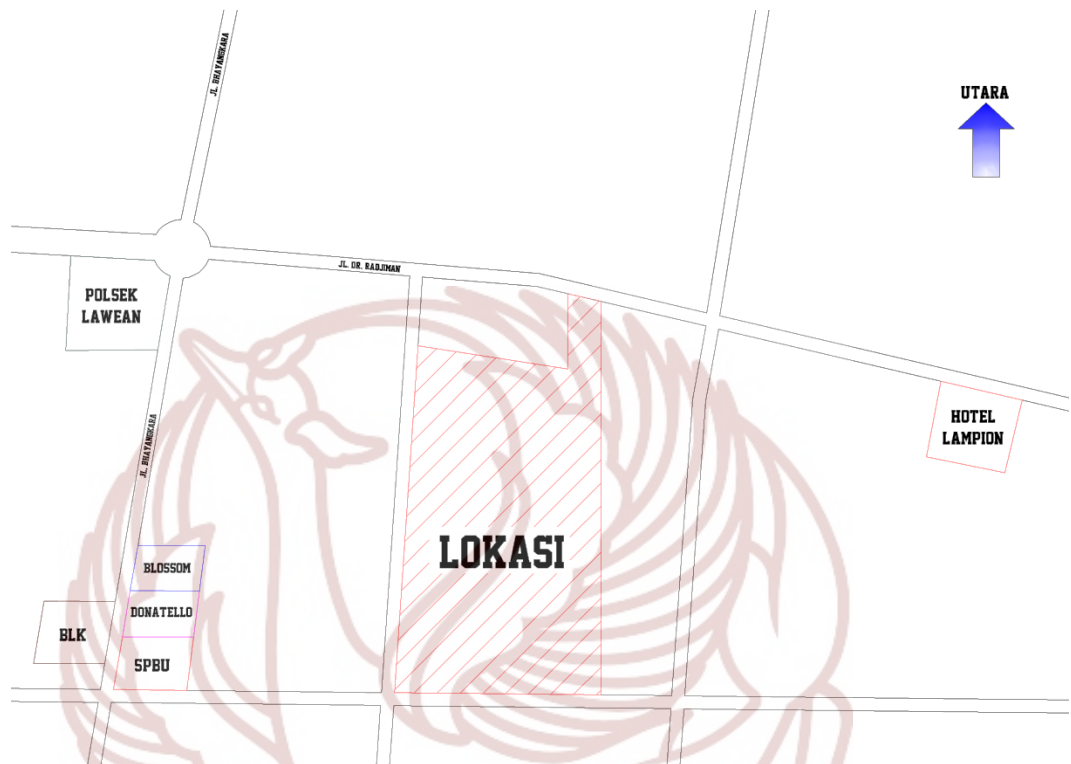 JL. BHAYANGKARA
UTARA
JL. DR. RADJIMAN
POLSEK
LAWEAN
HOTEL
LAMPION
JL. BHAYANGKARA
LOKASI
BLOSSOM
DONATELLO
BLK
SPBU